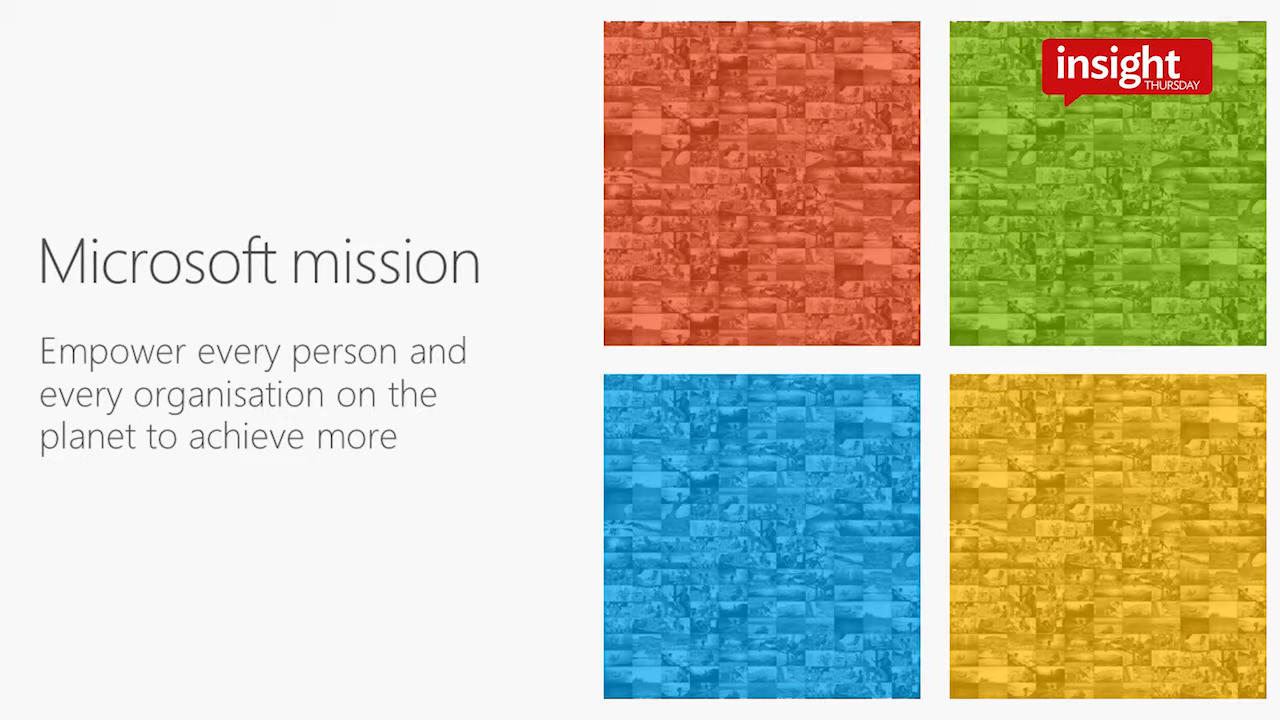 insight
THURSDAY
Microsoft mission
Empower every person and
every organisation on the
planet to achieve more